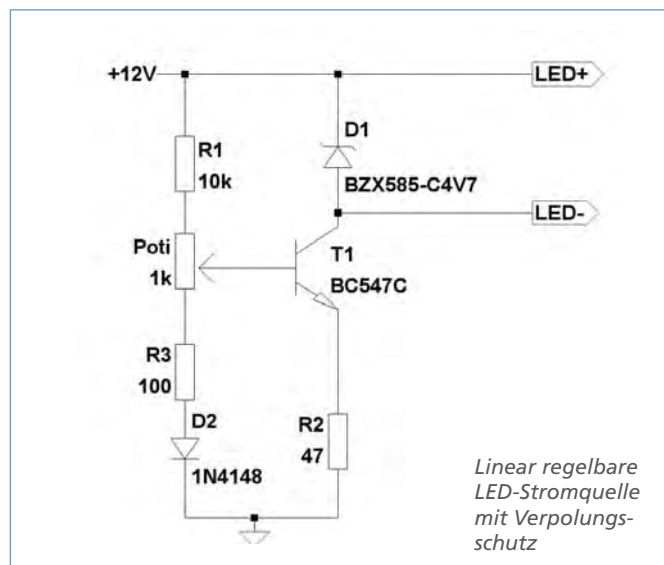 +12V
LED+
D1
R1
10k
BZX585-C4V7
LED-
Poti
1k
T1
BC547C
R3
100
D2
1N4148
R2
47
Linear regelbare
LED-Stromquelle
mit Verpolungs-
schutz